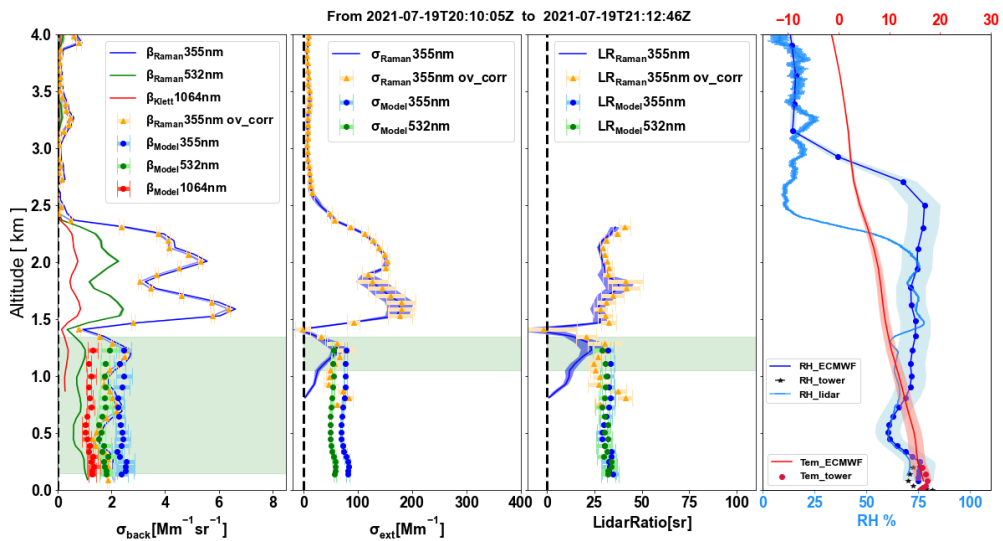 From 2021-07-19T20:10:05Z to 2021-07-19T21:12:46Z
-10 0 10 20 30
4.0
3.5
3.0
2.5
2.0
1.5
1.0
0.5
0.0
Altitude [ km ]
βRaman355nm
βRaman532nm
βKlett1064nm
βRaman355nm ov_corr
βModel355nm
βModel532nm
βModel1064nm
0 2 4 6 8
σback[Mm⁻¹sr⁻¹]
σRaman355nm
σRaman355nm ov_corr
σModel355nm
σModel532nm
0 100 200 300 400
σext[Mm⁻¹]
LRRaman355nm
LRRaman355nm ov_corr
LRModel355nm
LRModel532nm
0 25 50 75 100
LidarRatio[sr]
RH_ECMWF
RH_tower
RH_lidar
Tem_ECMWF
Tem_tower
0 25 50 75 100
RH %